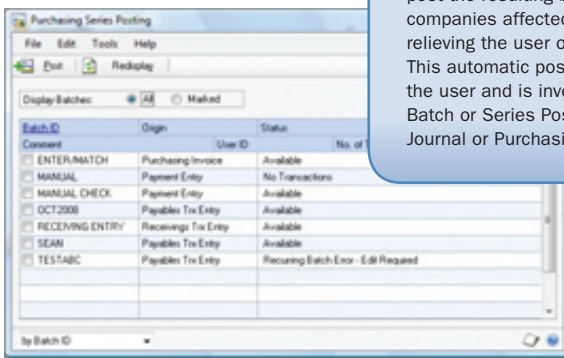 post the resulting b
companies affected
relieving the user o
This automatic pos
the user and is inv
Batch or Series Pos
Journal or Purchasi
Purchasing Series Posting
File Edit Tools Help
Post Redisplay
Display Batches: All Marked
Batch ID Origin Status
Comment User ID No. of T
ENTER/MATCH Purchasing Invoice Available
MANUAL Payment Entry No Transactions
MANUAL CHECK Payment Entry Available
OCT2008 Payables Trx Entry Available
RECEIVING ENTRY Receivings Trx Entry Available
SEAN Payables Trx Entry Available
TESTABC Payables Trx Entry Recurring Batch Error - Edit Required
by Batch ID